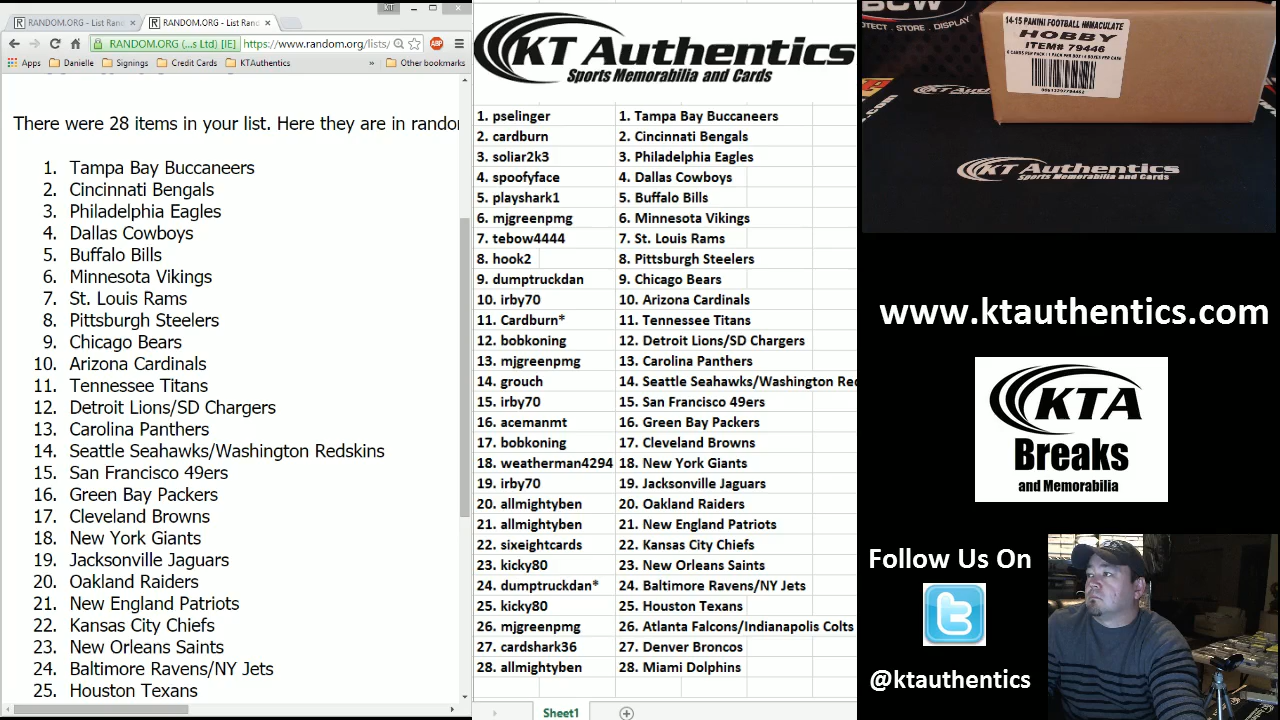 KT
RANDOM.ORG - List Ran
RANDOM.ORG - List Ran
RANDOM.ORG (...s Ltd) [IE]
https://www.random.org/lists/
ABP
Apps
Danielle
Signings
Credit Cards
KTAuthentics
»
Other bookmarks
There were 28 items in your list. Here they are in randor
1. Tampa Bay Buccaneers
2. Cincinnati Bengals
3. Philadelphia Eagles
4. Dallas Cowboys
5. Buffalo Bills
6. Minnesota Vikings
7. St. Louis Rams
8. Pittsburgh Steelers
9. Chicago Bears
10. Arizona Cardinals
11. Tennessee Titans
12. Detroit Lions/SD Chargers
13. Carolina Panthers
14. Seattle Seahawks/Washington Redskins
15. San Francisco 49ers
16. Green Bay Packers
17. Cleveland Browns
18. New York Giants
19. Jacksonville Jaguars
20. Oakland Raiders
21. New England Patriots
22. Kansas City Chiefs
23. New Orleans Saints
24. Baltimore Ravens/NY Jets
25. Houston Texans
KT Authentics
Sports Memorabilia and Cards
1. pselinger 1. Tampa Bay Buccaneers
2. cardburn 2. Cincinnati Bengals
3. soliar2k3 3. Philadelphia Eagles
4. spoofyface 4. Dallas Cowboys
5. playshark1 5. Buffalo Bills
6. mjgreenpmg 6. Minnesota Vikings
7. tebow4444 7. St. Louis Rams
8. hook2 8. Pittsburgh Steelers
9. dumptruckdan 9. Chicago Bears
10. irby70 10. Arizona Cardinals
11. Cardburn* 11. Tennessee Titans
12. bobkoning 12. Detroit Lions/SD Chargers
13. mjgreenpmg 13. Carolina Panthers
14. grouch 14. Seattle Seahawks/Washington Red
15. irby70 15. San Francisco 49ers
16. acemanmt 16. Green Bay Packers
17. bobkoning 17. Cleveland Browns
18. weatherman4294 18. New York Giants
19. irby70 19. Jacksonville Jaguars
20. allmightyben 20. Oakland Raiders
21. allmightyben 21. New England Patriots
22. sixeightcards 22. Kansas City Chiefs
23. kicky80 23. New Orleans Saints
24. dumptruckdan* 24. Baltimore Ravens/NY Jets
25. kicky80 25. Houston Texans
26. mjgreenpmg 26. Atlanta Falcons/Indianapolis Colts
27. cardshark36 27. Denver Broncos
28. allmightyben 28. Miami Dolphins
Sheet1
BCW
PROTECT . STORE . DISPLAY
14-15 PANINI FOOTBALL IMMACULATE
HOBBY
ITEM# 79446
KT Authentics
Sports Memorabilia and Cards
www.ktauthentics.com
KTA
Breaks
and Memorabilia
Follow Us On
@ktauthentics